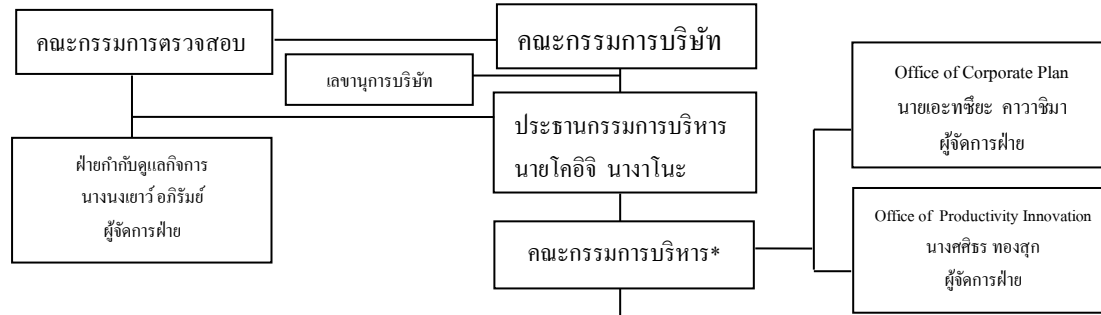 คณะกรรมการตรวจสอบ
คณะกรรมการบริษัท
เลขานุการบริษัท
ประธานกรรมการบริหาร
นายโคอิจิ นางาโนะ
ฝ่ายกำกับดูแลกิจการ
นางนงเยาว์ อภิรัมย์
ผู้จัดการฝ่าย
คณะกรรมการบริหาร*
Office of Corporate Plan
นายเอะทซึยะ คาวาชิมา
ผู้จัดการฝ่าย
Office of Productivity Innovation
นางศศิธร ทองสุก
ผู้จัดการฝ่าย